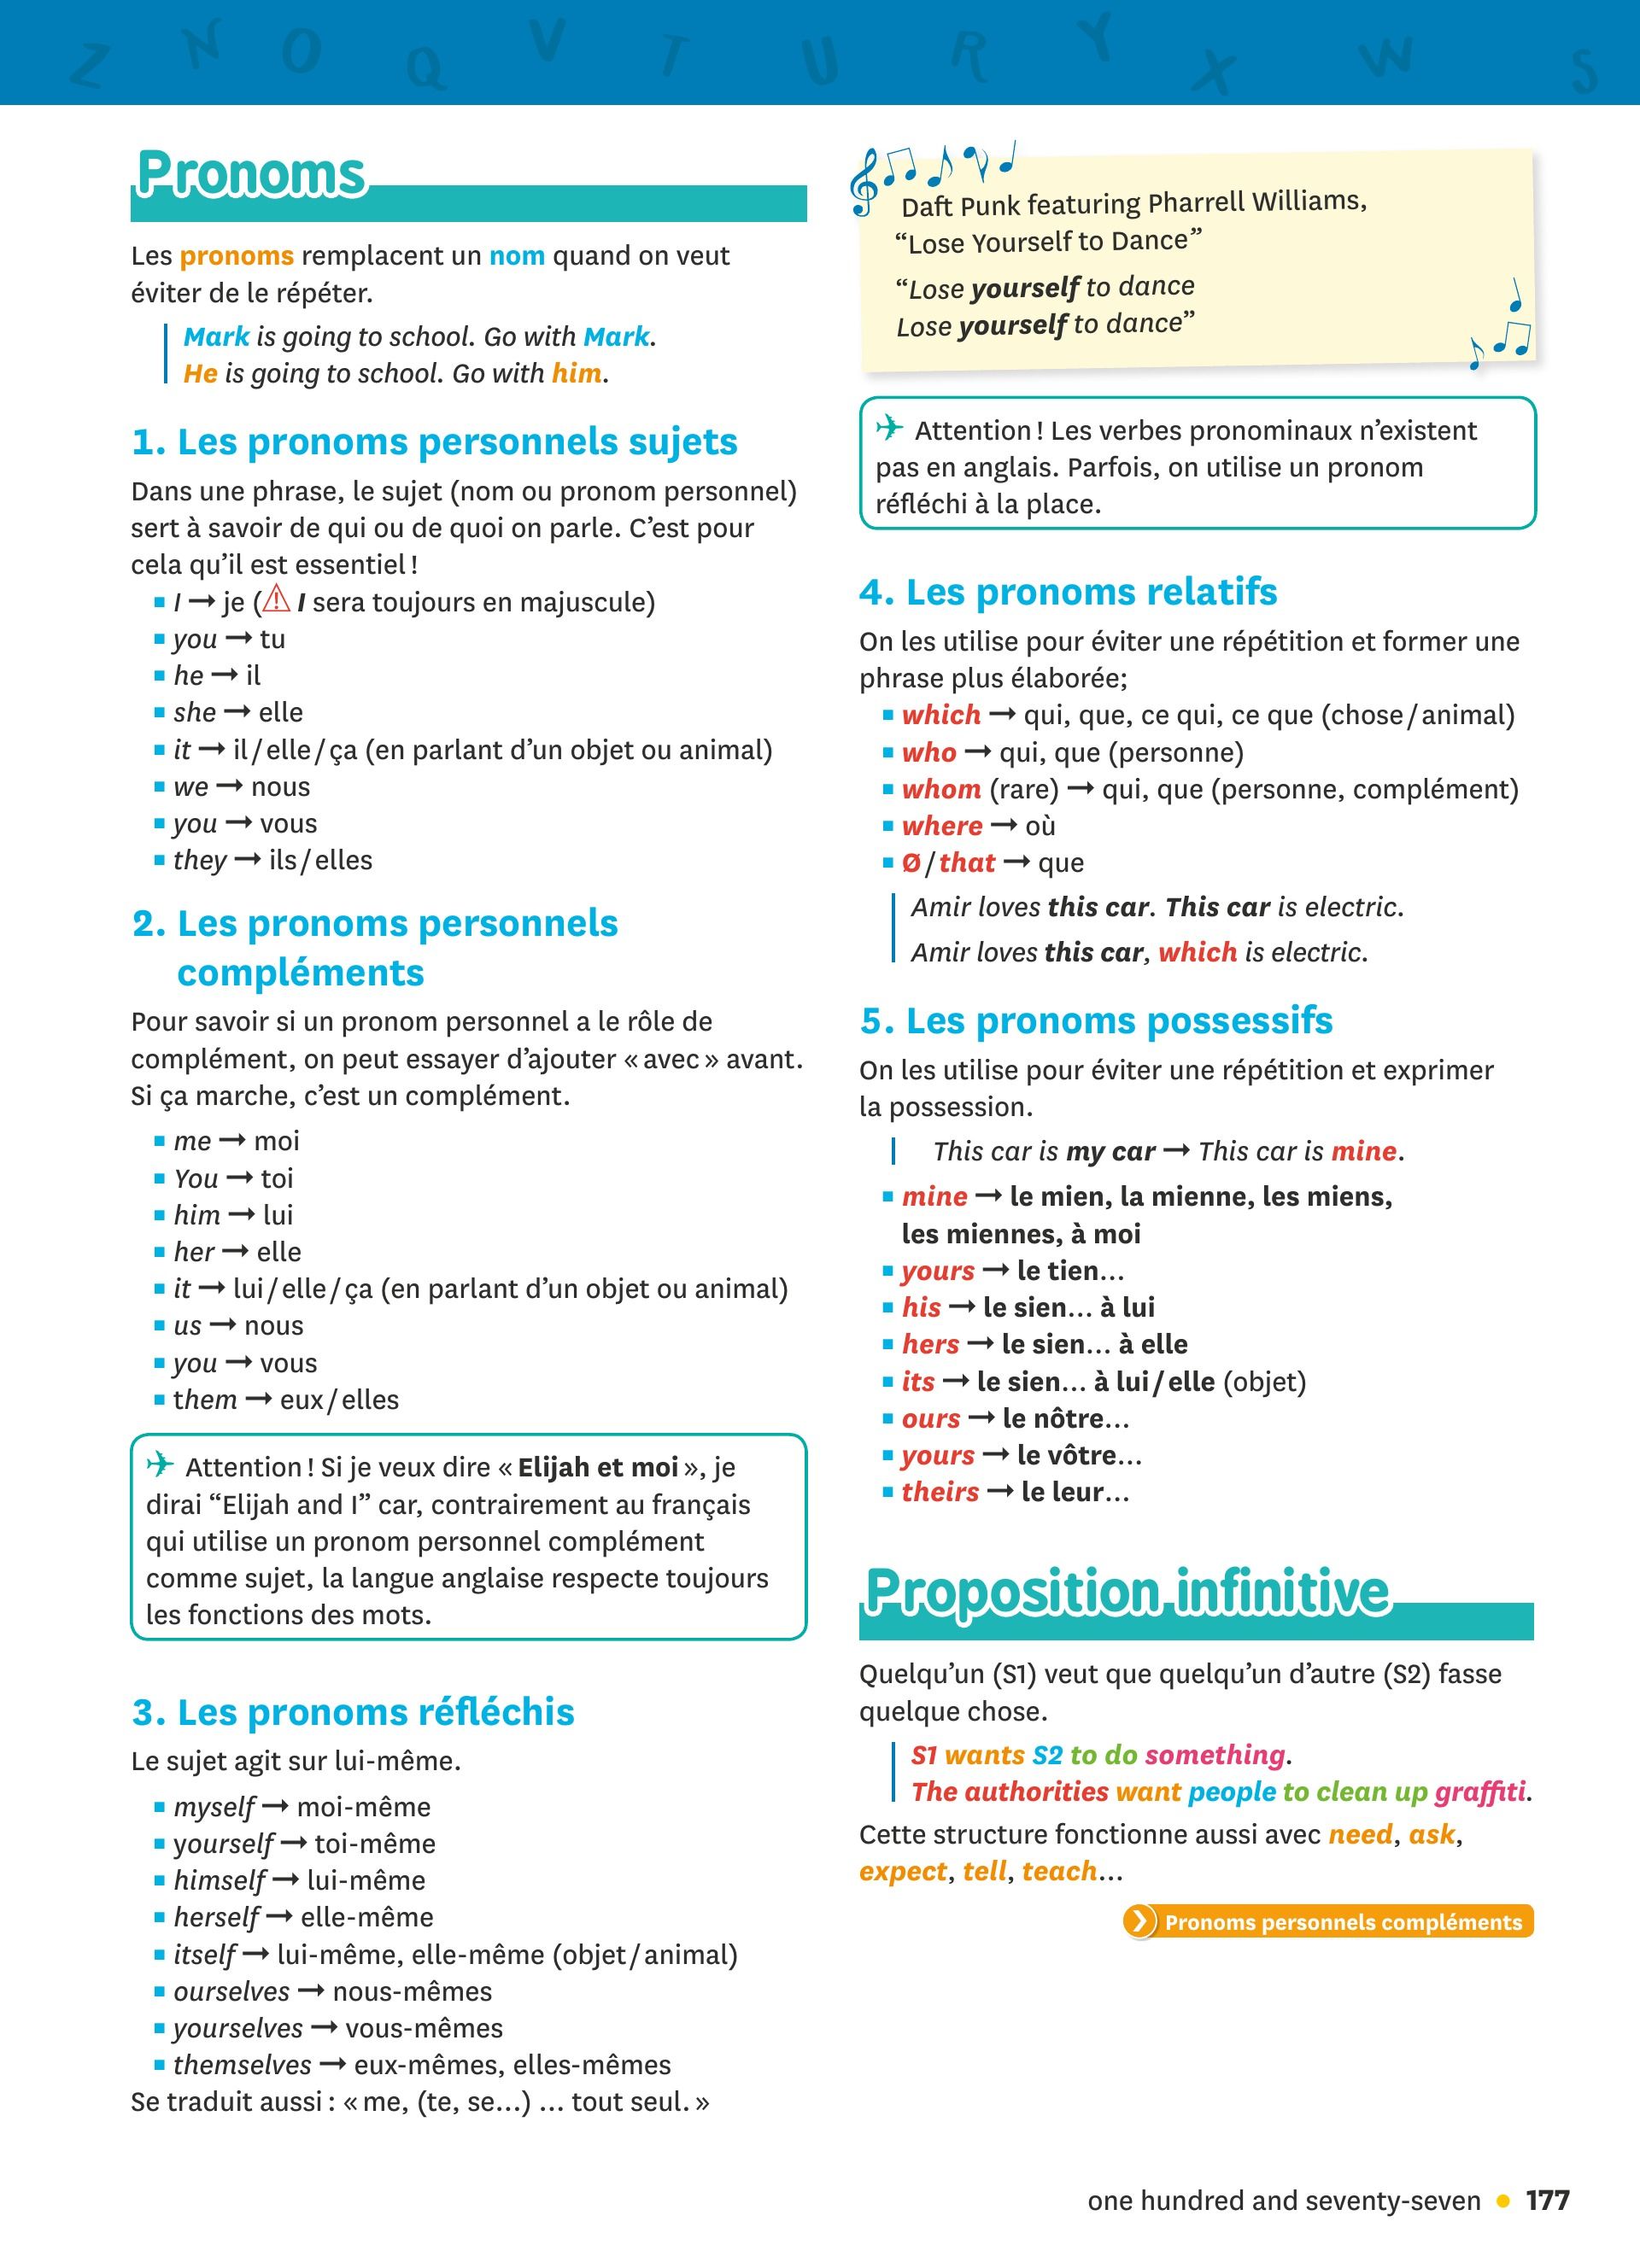 Z N O Q V T U R Y X W S
Pronoms
Les pronoms remplacent un nom quand on veut
éviter de le répéter.
Mark is going to school. Go with Mark.
He is going to school. Go with him.
1. Les pronoms personnels sujets
Dans une phrase, le sujet (nom ou pronom personnel)
sert à savoir de qui ou de quoi on parle. C’est pour
cela qu’il est essentiel !
▪ I → je (⚠ I sera toujours en majuscule)
▪ you → tu
▪ he → il
▪ she → elle
▪ it → il / elle / ça (en parlant d’un objet ou animal)
▪ we → nous
▪ you → vous
▪ they → ils / elles
2. Les pronoms personnels
compléments
Pour savoir si un pronom personnel a le rôle de
complément, on peut essayer d’ajouter « avec » avant.
Si ça marche, c’est un complément.
▪ me → moi
▪ You → toi
▪ him → lui
▪ her → elle
▪ it → lui / elle / ça (en parlant d’un objet ou animal)
▪ us → nous
▪ you → vous
▪ them → eux / elles
✈ Attention ! Si je veux dire « Elijah et moi », je
dirai “Elijah and I” car, contrairement au français
qui utilise un pronom personnel complément
comme sujet, la langue anglaise respecte toujours
les fonctions des mots.
3. Les pronoms réfléchis
Le sujet agit sur lui-même.
▪ myself → moi-même
▪ yourself → toi-même
▪ himself → lui-même
▪ herself → elle-même
▪ itself → lui-même, elle-même (objet / animal)
▪ ourselves → nous-mêmes
▪ yourselves → vous-mêmes
▪ themselves → eux-mêmes, elles-mêmes
Se traduit aussi : « me, (te, se…) … tout seul. »
Daft Punk featuring Pharrell Williams,
“Lose Yourself to Dance”
“Lose yourself to dance
Lose yourself to dance”
✈ Attention ! Les verbes pronominaux n’existent
pas en anglais. Parfois, on utilise un pronom
réfléchi à la place.
4. Les pronoms relatifs
On les utilise pour éviter une répétition et former une
phrase plus élaborée;
▪ which → qui, que, ce qui, ce que (chose / animal)
▪ who → qui, que (personne)
▪ whom (rare) → qui, que (personne, complément)
▪ where → où
▪ Ø / that → que
Amir loves this car. This car is electric.
Amir loves this car, which is electric.
5. Les pronoms possessifs
On les utilise pour éviter une répétition et exprimer
la possession.
This car is my car → This car is mine.
▪ mine → le mien, la mienne, les miens,
les miennes, à moi
▪ yours → le tien…
▪ his → le sien… à lui
▪ hers → le sien… à elle
▪ its → le sien… à lui / elle (objet)
▪ ours → le nôtre…
▪ yours → le vôtre…
▪ theirs → le leur…
Proposition infinitive
Quelqu’un (S1) veut que quelqu’un d’autre (S2) fasse
quelque chose.
S1 wants S2 to do something.
The authorities want people to clean up graffiti.
Cette structure fonctionne aussi avec need, ask,
expect, tell, teach…
Pronoms personnels compléments
one hundred and seventy-seven • 177